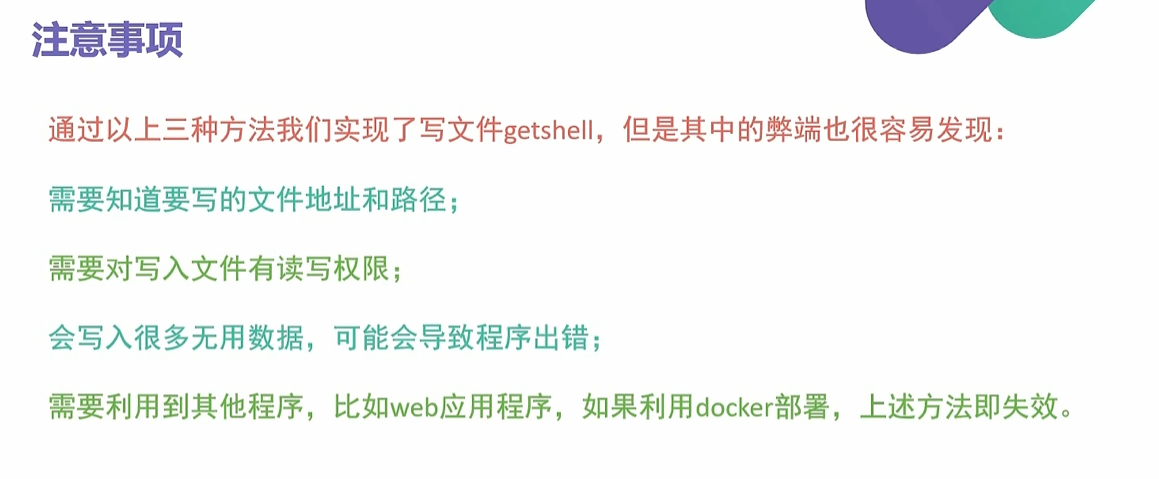 注意事项
通过以上三种方法我们实现了写文件getshell，但是其中的弊端也很容易发现：
需要知道要写的文件地址和路径；
需要对写入文件有读写权限；
会写入很多无用数据，可能会导致程序出错；
需要利用到其他程序，比如web应用程序，如果利用docker部署，上述方法即失效。